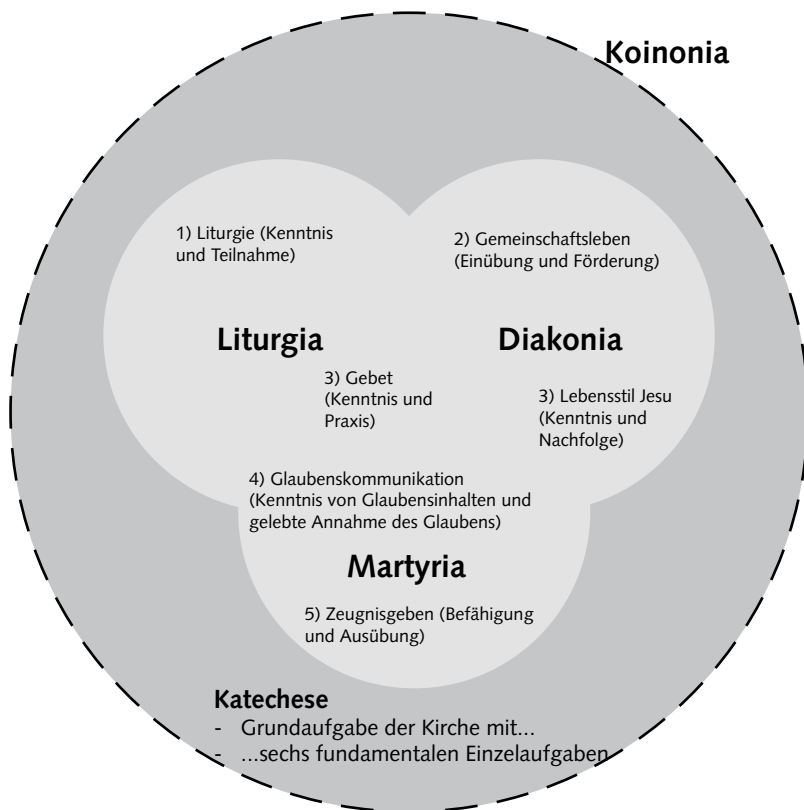 Koinonia
1) Liturgie (Kenntnis
und Teilnahme)
2) Gemeinschaftsleben
(Einübung und Förderung)
Liturgia
Diakonia
3) Gebet
(Kenntnis und
Praxis)
3) Lebensstil Jesu
(Kenntnis und
Nachfolge)
4) Glaubenskommunikation
(Kenntnis von Glaubensinhalten und
gelebte Annahme des Glaubens)
Martyria
5) Zeugnisgeben (Befähigung
und Ausübung)
Katechese
- Grundaufgabe der Kirche mit...
- ...sechs fundamentalen Einzelaufgaben